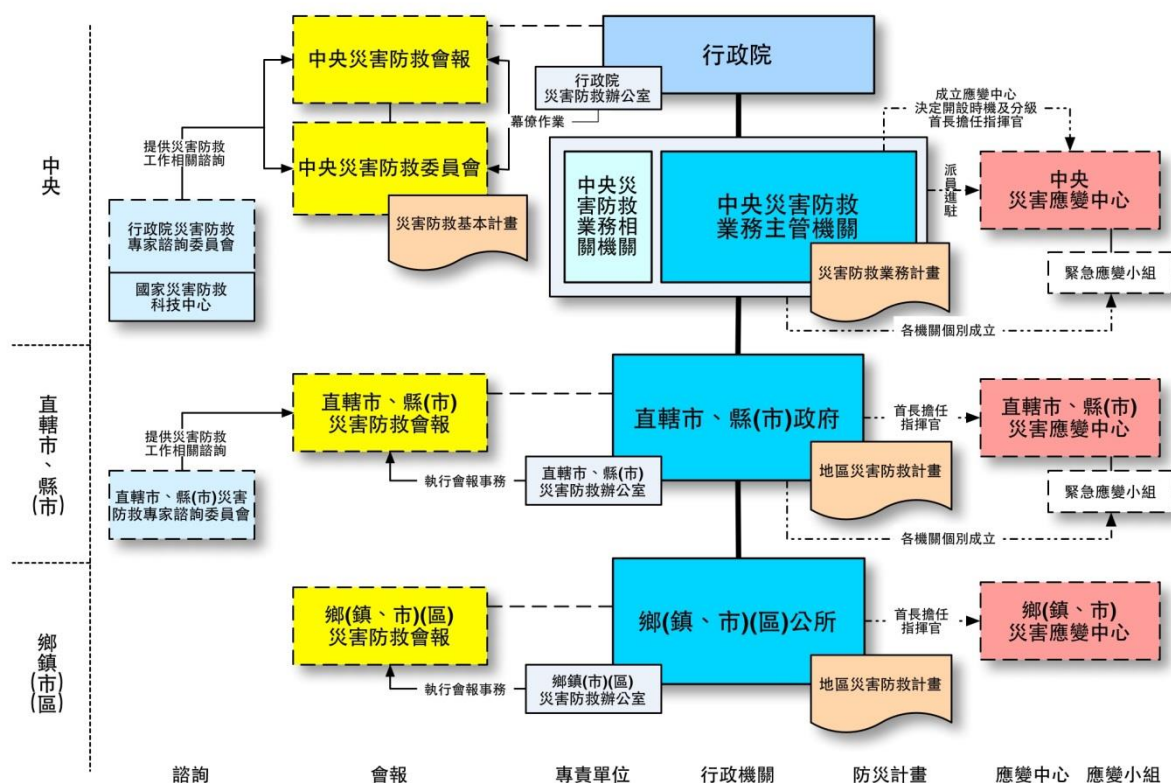 中央
中央災害防救會報
行政院
行政院
災害防救辦公室
幕僚作業
成立應變中心
決定開設時機及分級
首長擔任指揮官
提供災害防救
工作相關諮詢
中央災害防救委員會
災害防救基本計畫
中央災
害防救
業務相
關機關
中央災害防救
業務主管機關
災害防救業務計畫
派員進駐
中央
災害應變中心
行政院災害防救
專家諮詢委員會
國家災害防救
科技中心
緊急應變小組
各機關個別成立
直轄市、縣(市)
直轄市、縣(市)
災害防救會報
直轄市、縣(市)政府
首長擔任
指揮官
直轄市、縣(市)
災害應變中心
提供災害防救
工作相關諮詢
執行會報事務
直轄市、縣(市)
災害防救辦公室
地區災害防救計畫
直轄市、縣(市)災害
防救專家諮詢委員會
緊急應變小組
各機關個別成立
鄉鎮(市)(區)
鄉(鎮、市)(區)
災害防救會報
鄉(鎮、市)(區)公所
首長擔任
指揮官
鄉(鎮、市)
災害應變中心
執行會報事務
鄉鎮(市)(區)
災害防救辦公室
地區災害防救計畫
諮詢 會報 專責單位 行政機關 防災計畫 應變中心 應變小組